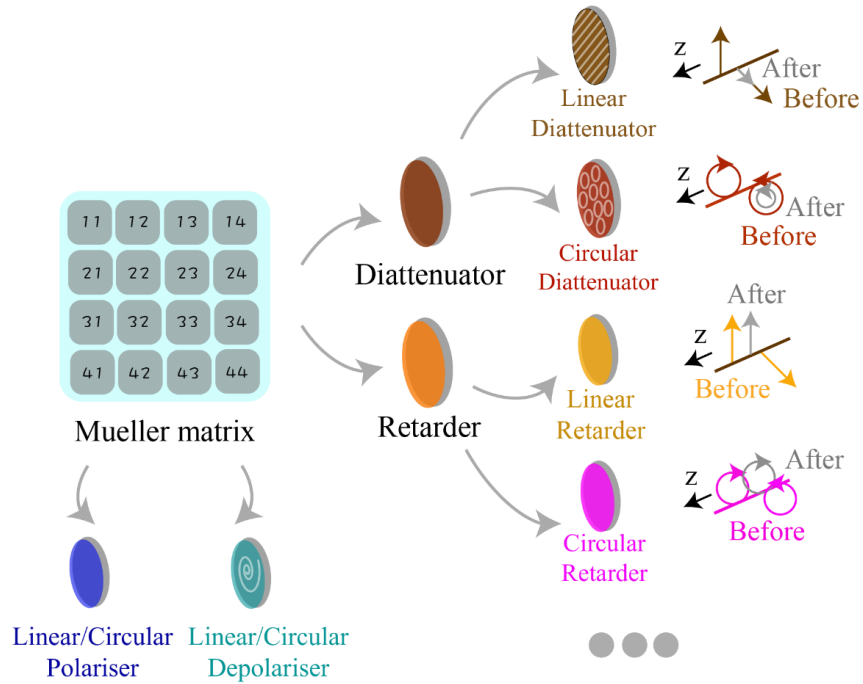 Linear
Diattenuator
z
After
Before
11 12 13 14
21 22 23 24
31 32 33 34
41 42 43 44
Mueller matrix
Diattenuator
Circular
Diattenuator
z
After
Before
Retarder
Linear
Retarder
After
z
Before
Circular
Retarder
After
z
Before
Linear/Circular
Polariser
Linear/Circular
Depolariser